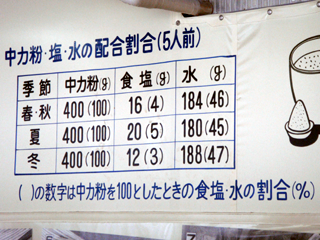 中力粉・塩・水の配合割合(5人前)
季節 中力粉(g) 食塩(g) 水(g)
春・秋 400(100) 16(4) 184(46)
夏 400(100) 20(5) 180(45)
冬 400(100) 12(3) 188(47)
( )の数字は中力粉を100としたときの食塩・水の割合(%)